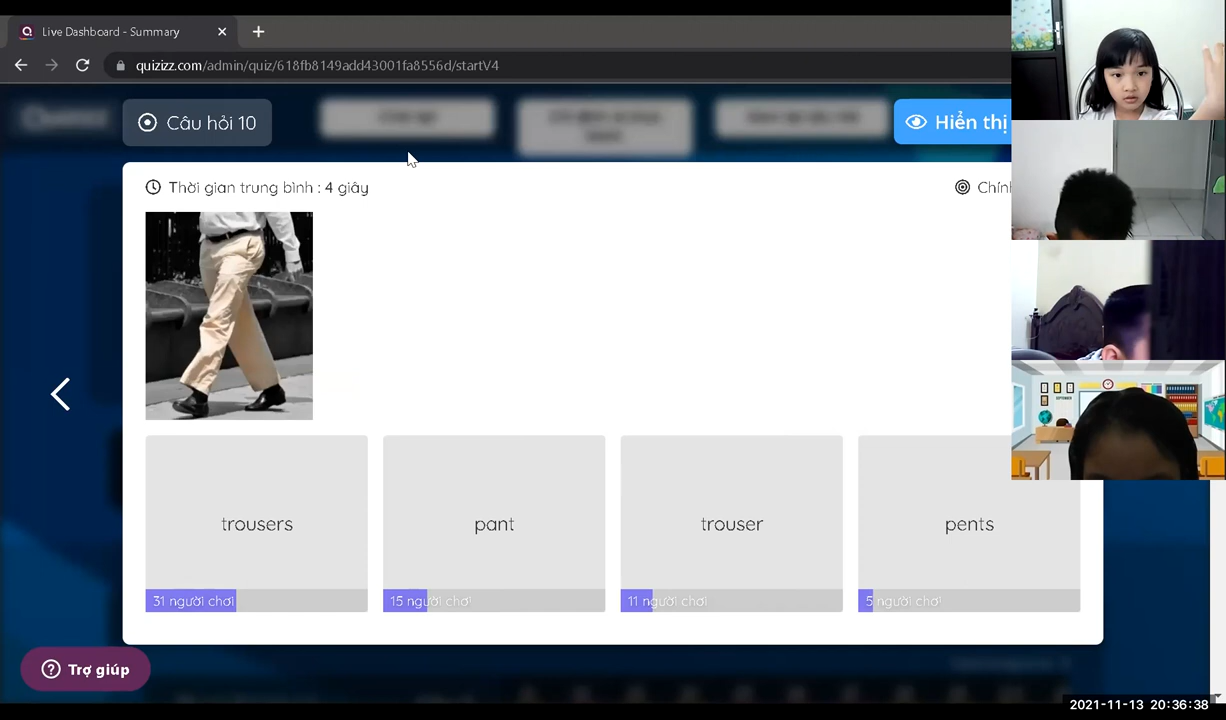 Live Dashboard - Summary
quizizz.com/admin/quiz/618fb8149add43001fa8556d/startV4
Câu hỏi 10
Hiển thị
Thời gian trung bình : 4 giây
Chính
trousers
pant
trouser
pents
31 người chơi
15 người chơi
11 người chơi
5 người chơi
Trợ giúp
2021-11-13 20:36:38